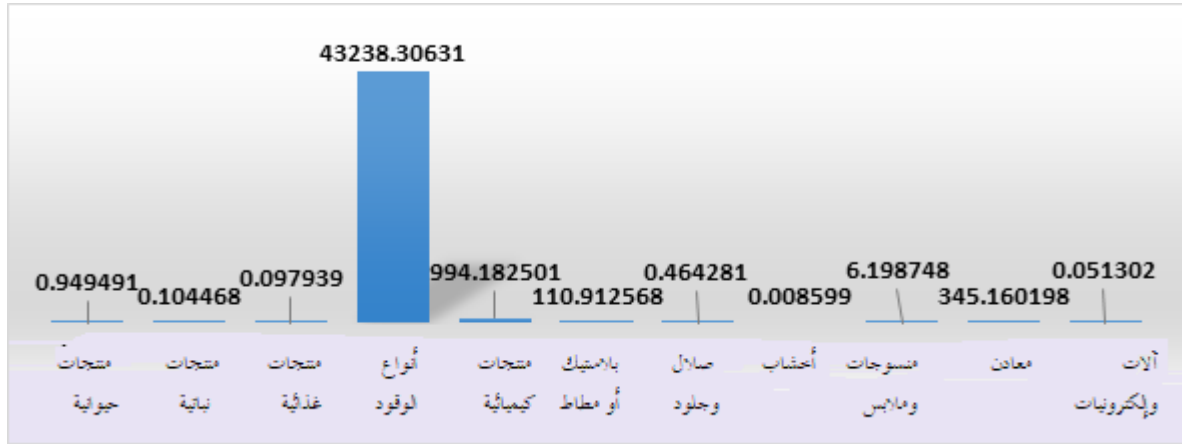 43238.30631
0.949491
0.104468
0.097939
994.182501
110.912568
0.464281
0.008599
6.198748
345.160198
0.051302
منتجات
حيوانية
منتجات
نباتية
منتجات
غذائية
أنواع
الوقود
منتجات
كيميائية
بلاستيك
أو مطاط
صلال
وجلود
أخشاب
منسوجات
وملابس
معادن
آلات
وإلكترونيات